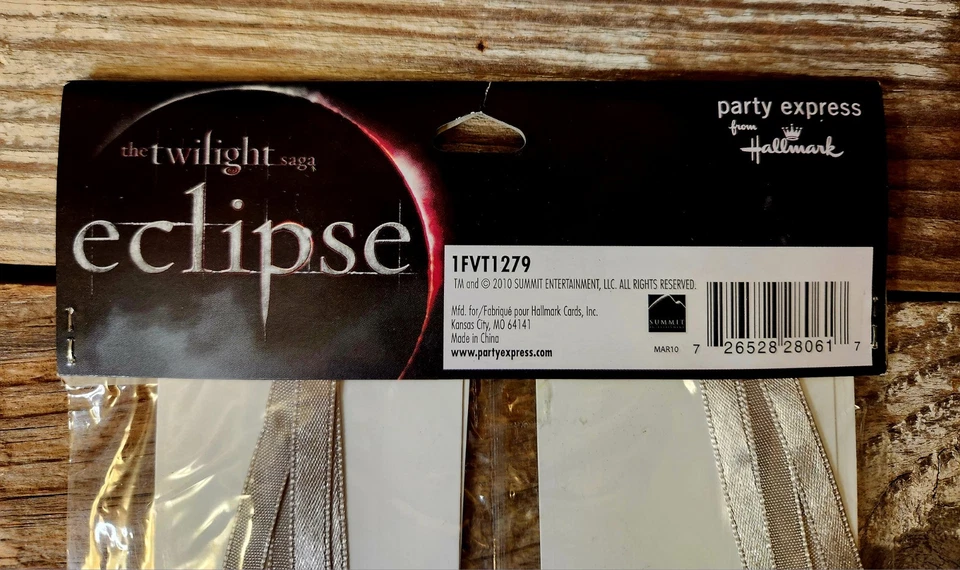 the twilight saga
eclipse
party express
from
Hallmark
1FVT1279
TM and © 2010 SUMMIT ENTERTAINMENT, LLC. ALL RIGHTS RESERVED.
Mfd. for/Fabriqué pour Hallmark Cards, Inc.
Kansas City, MO 64141
Made in China
www.partyexpress.com
SUMMIT
ENTERTAINMENT
MAR10
7 26528 28061 7